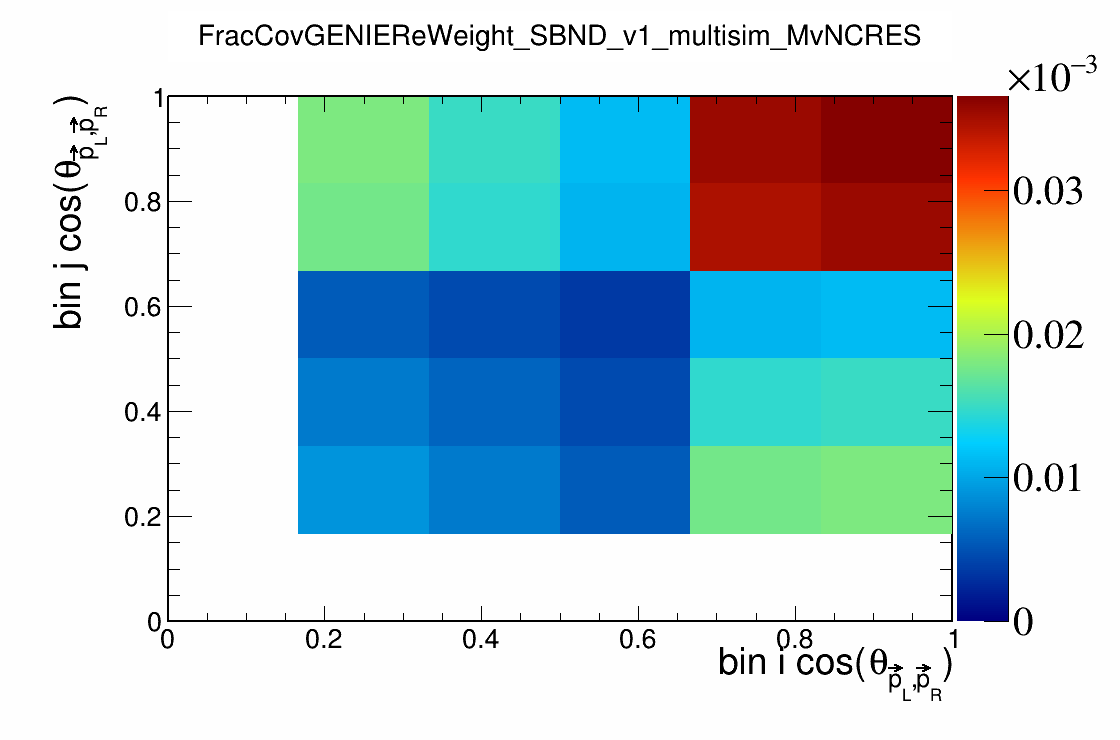 FracCovGENIEReWeight_SBND_v1_multisim_MvNCRES
×10⁻³
bin j cos(θ_{p⃗_L,p⃗_R})
1
0.8
0.6
0.4
0.2
0
0.03
0.02
0.01
0
0 0.2 0.4 0.6 0.8 1
bin i cos(θ_{p⃗_L,p⃗_R})